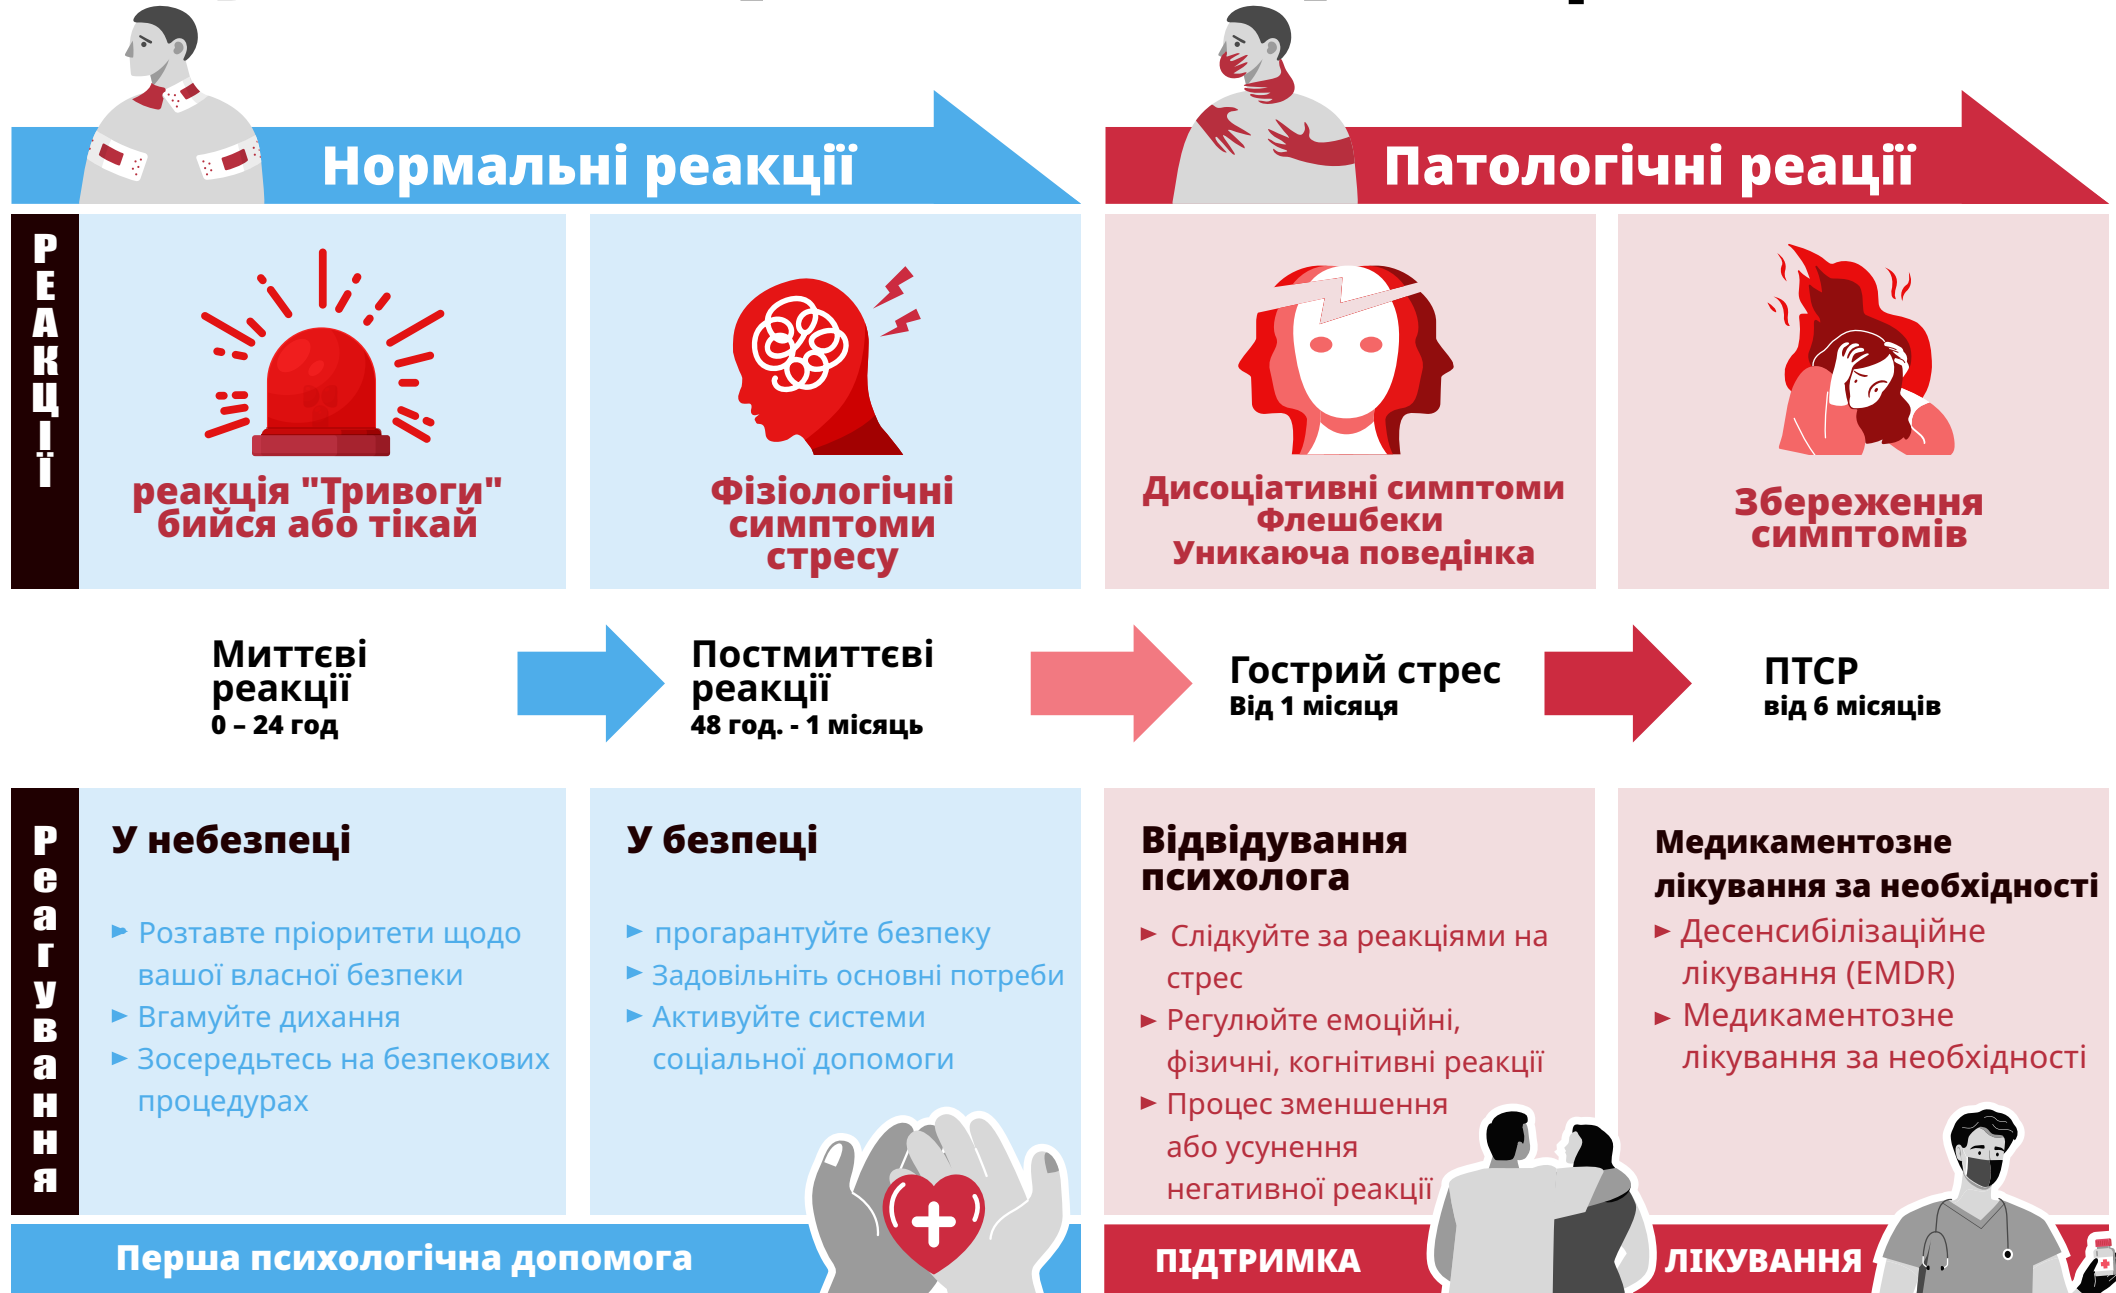 Нормальні реакції
Патологічні реації
РЕАКЦІЇ
реакція "Тривоги"
бийся або тікай
Фізіологічні
симптоми
стресу
Дисоціативні симптоми
Флешбеки
Уникаюча поведінка
Збереження
симптомів
Миттєві
реакції
0 – 24 год
Постмиттєві
реакції
48 год. - 1 місяць
Гострий стрес
Від 1 місяця
ПТСР
від 6 місяців
Реагування
У небезпеці
► Розтавте пріоритети щодо
вашої власної безпеки
► Вгамуйте дихання
► Зосередьтесь на безпекових
процедурах
У безпеці
► прогарантуйте безпеку
► Задовільніть основні потреби
► Активуйте системи
соціальної допомоги
Відвідування
психолога
► Слідкуйте за реакціями на
стрес
► Регулюйте емоційні,
фізичні, когнітивні реакції
► Процес зменшення
або усунення
негативної реакції
Медикаментозне
лікування за необхідності
► Десенсибілізаційне
лікування (EMDR)
► Медикаментозне
лікування за необхідності
Перша психологічна допомога
ПІДТРИМКА
ЛІКУВАННЯ